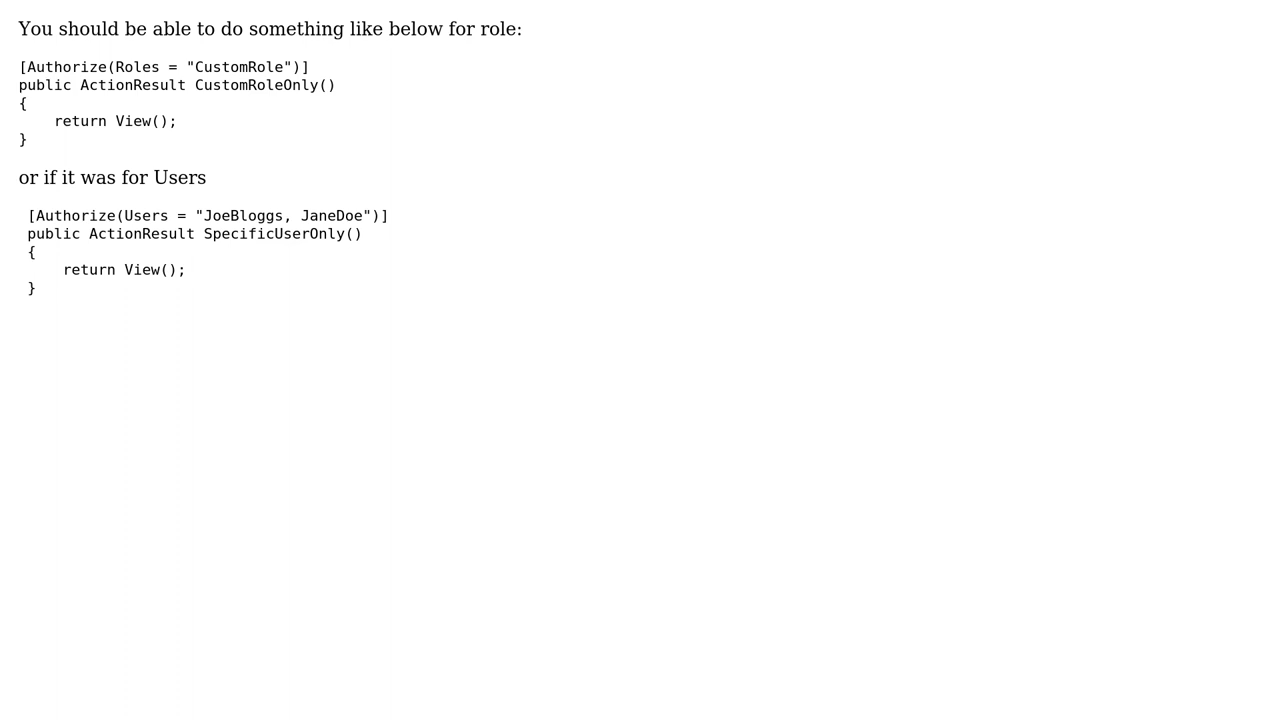 You should be able to do something like below for role:
[Authorize(Roles = "CustomRole")]
public ActionResult CustomRoleOnly()
{
    return View();
}
or if it was for Users
 [Authorize(Users = "JoeBloggs, JaneDoe")]
 public ActionResult SpecificUserOnly()
 {
     return View();
 }